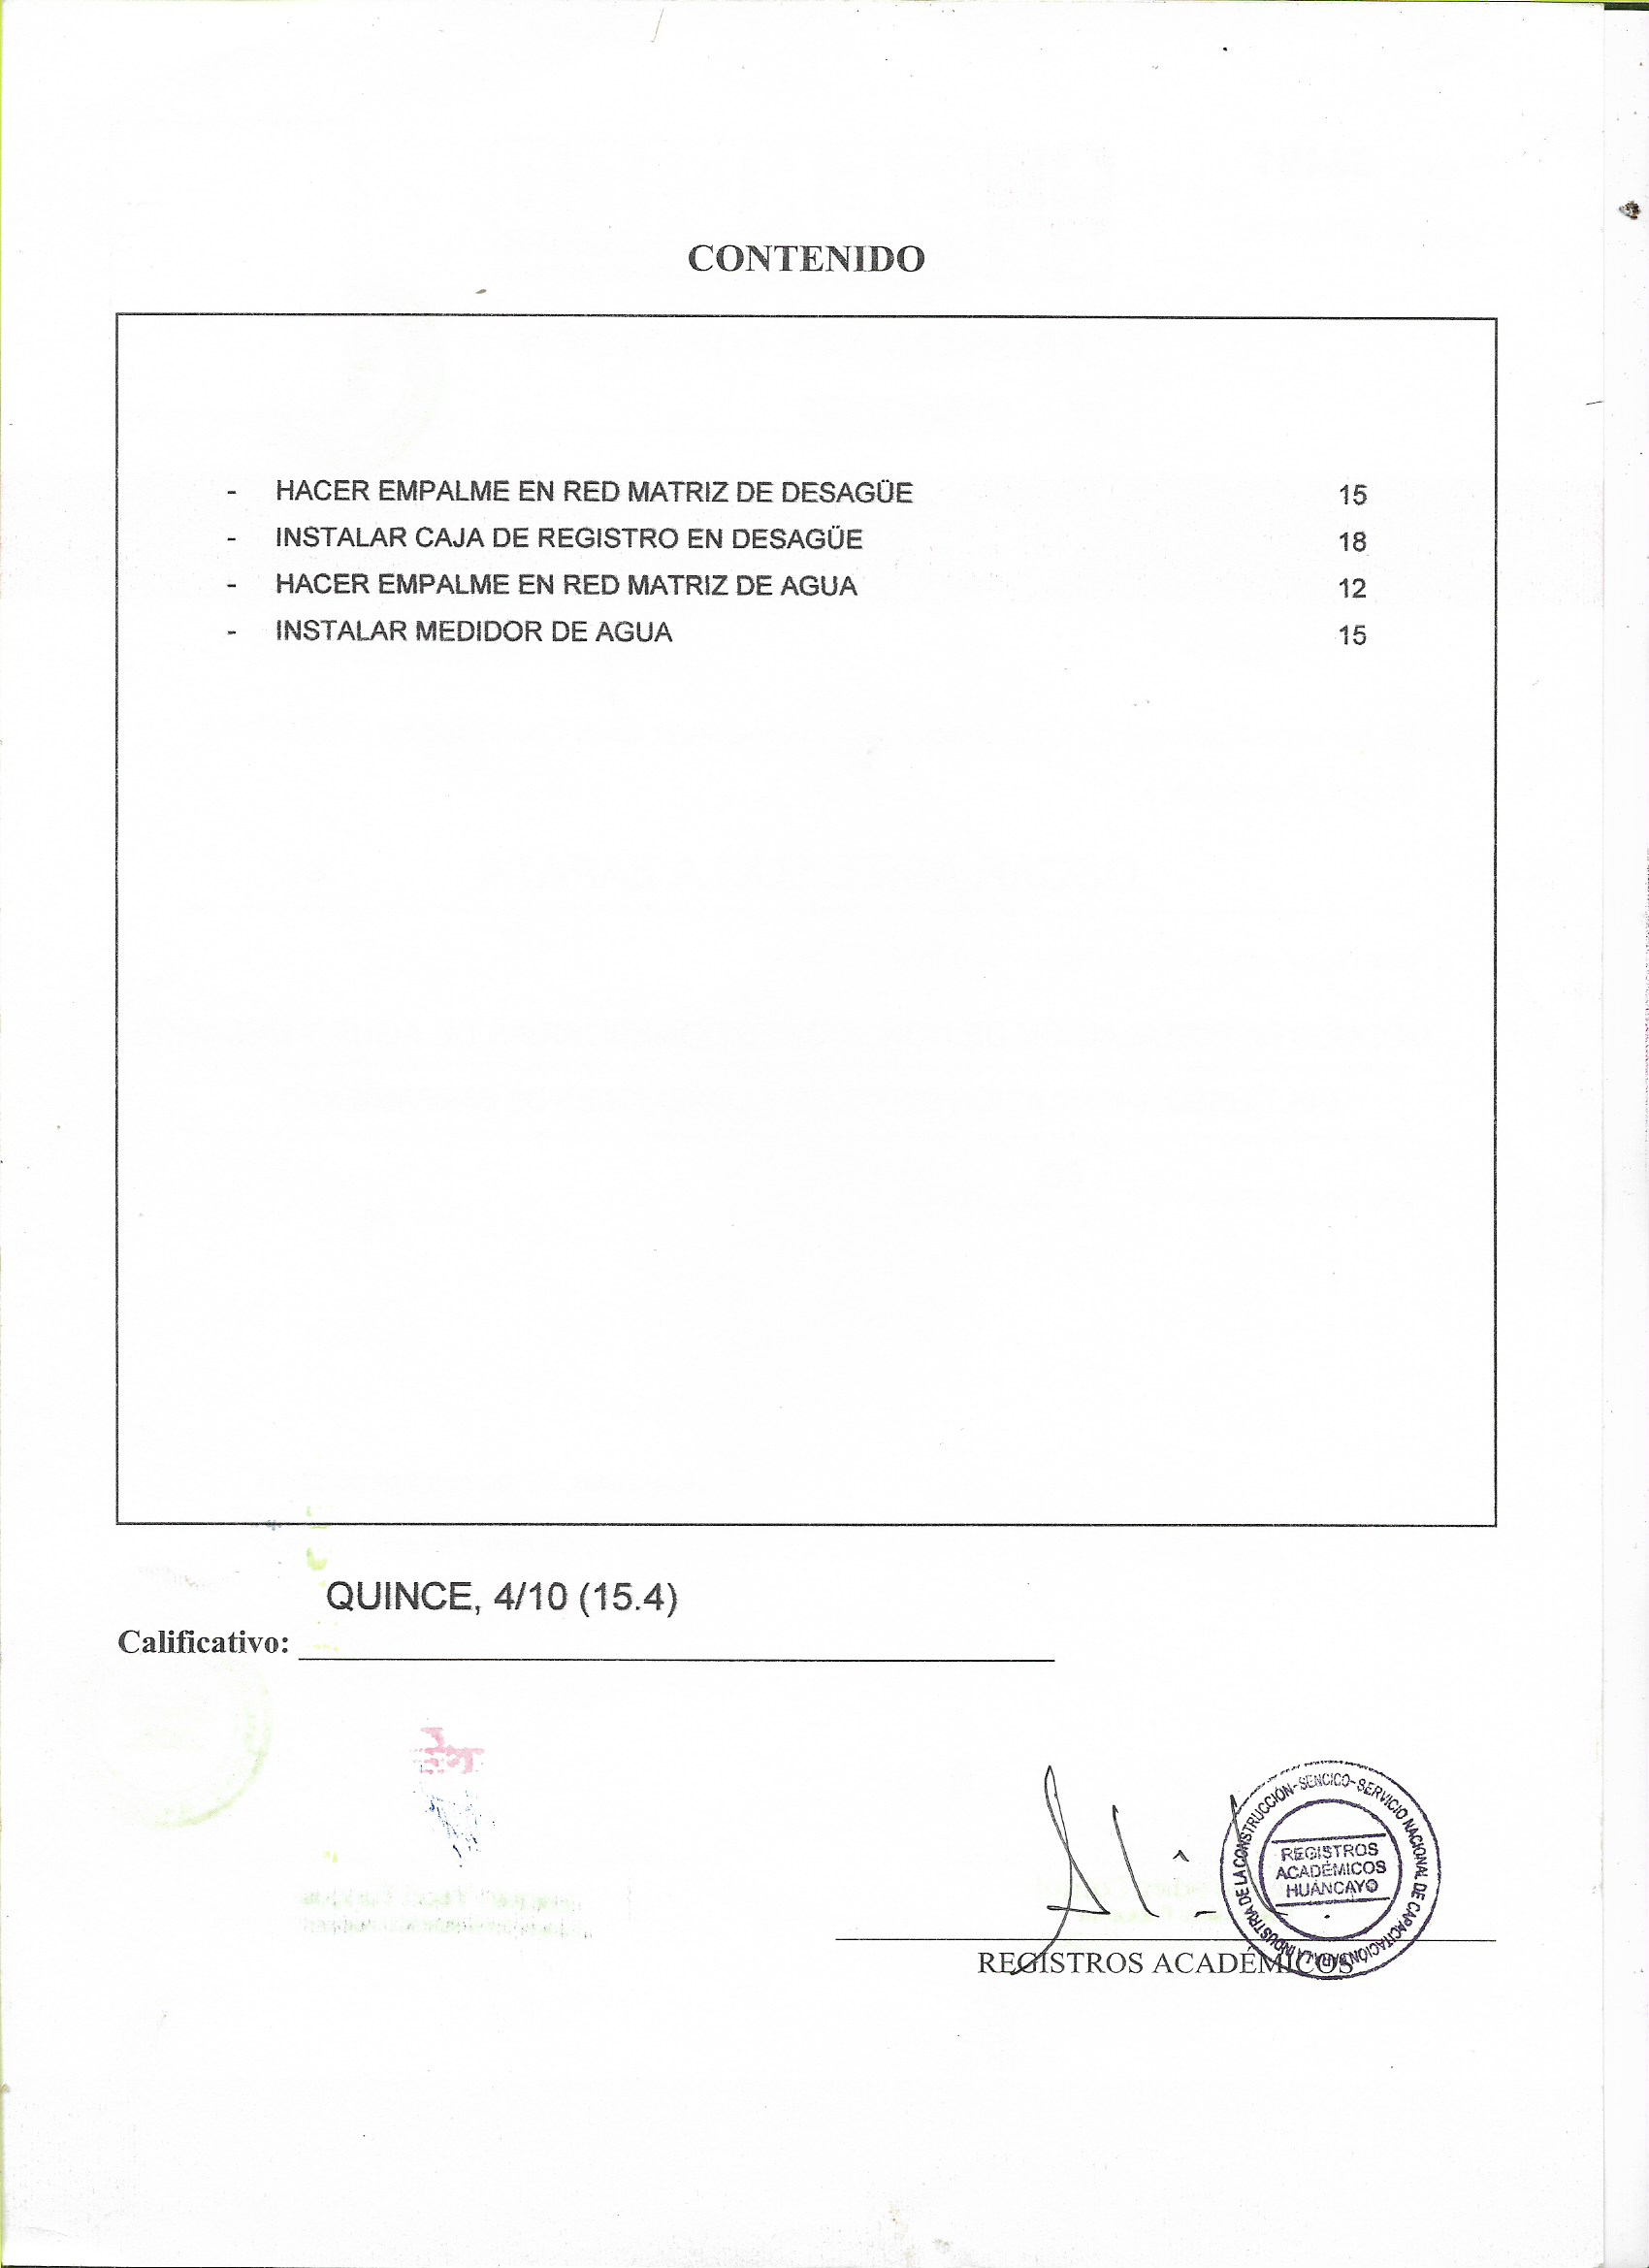 CONTENIDO
- HACER EMPALME EN RED MATRIZ DE DESAGÜE 15
- INSTALAR CAJA DE REGISTRO EN DESAGÜE 18
- HACER EMPALME EN RED MATRIZ DE AGUA 12
- INSTALAR MEDIDOR DE AGUA 15
QUINCE, 4/10 (15.4)
Calificativo:
SENCICO-SERVICIO NACIONAL DE CAPACITACIÓN PARA LA INDUSTRIA DE LA CONSTRUCCIÓN-
REGISTROS
ACADÉMICOS
HUANCAYO
REGISTROS ACADÉMICOS